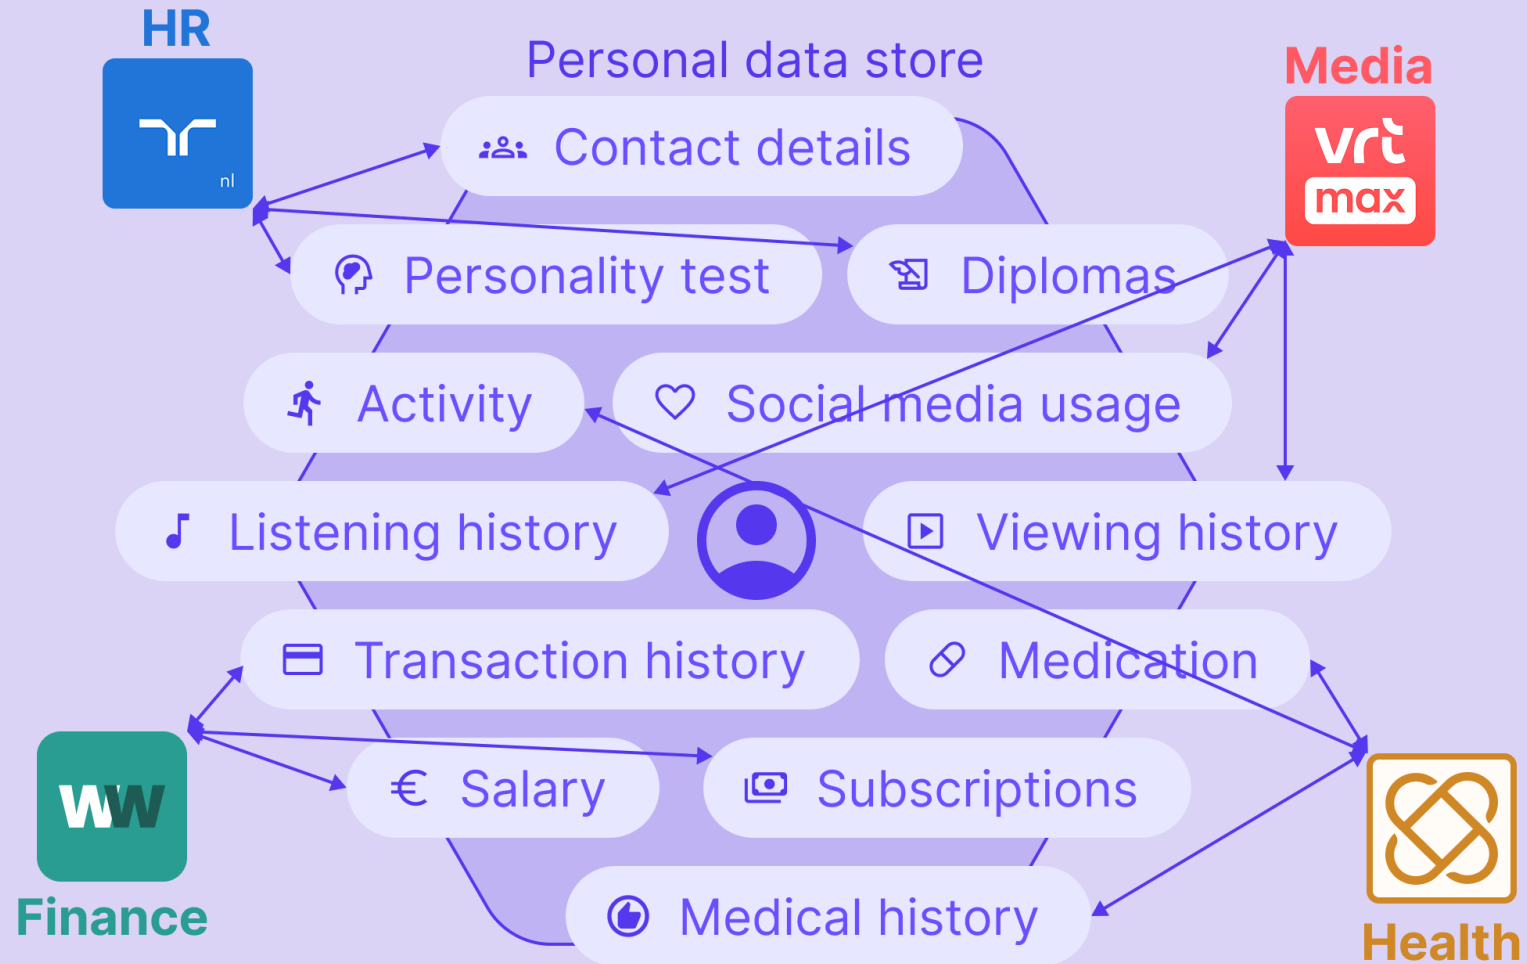 HR
nl
Personal data store
Media
vrt
max
Contact details
Personality test
Diplomas
Activity
Social media usage
Listening history
Viewing history
Transaction history
Medication
Salary
Subscriptions
Medical history
WW
Finance
Health